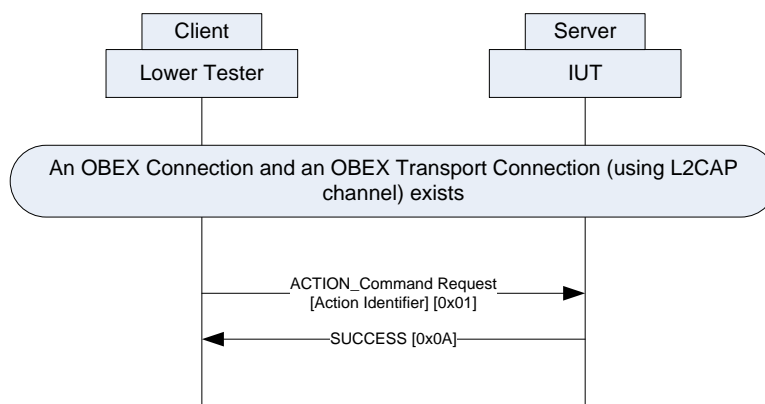 Client
Server
Lower Tester
IUT
An OBEX Connection and an OBEX Transport Connection (using L2CAP
channel) exists
ACTION_Command Request
[Action Identifier] [0x01]
SUCCESS [0x0A]